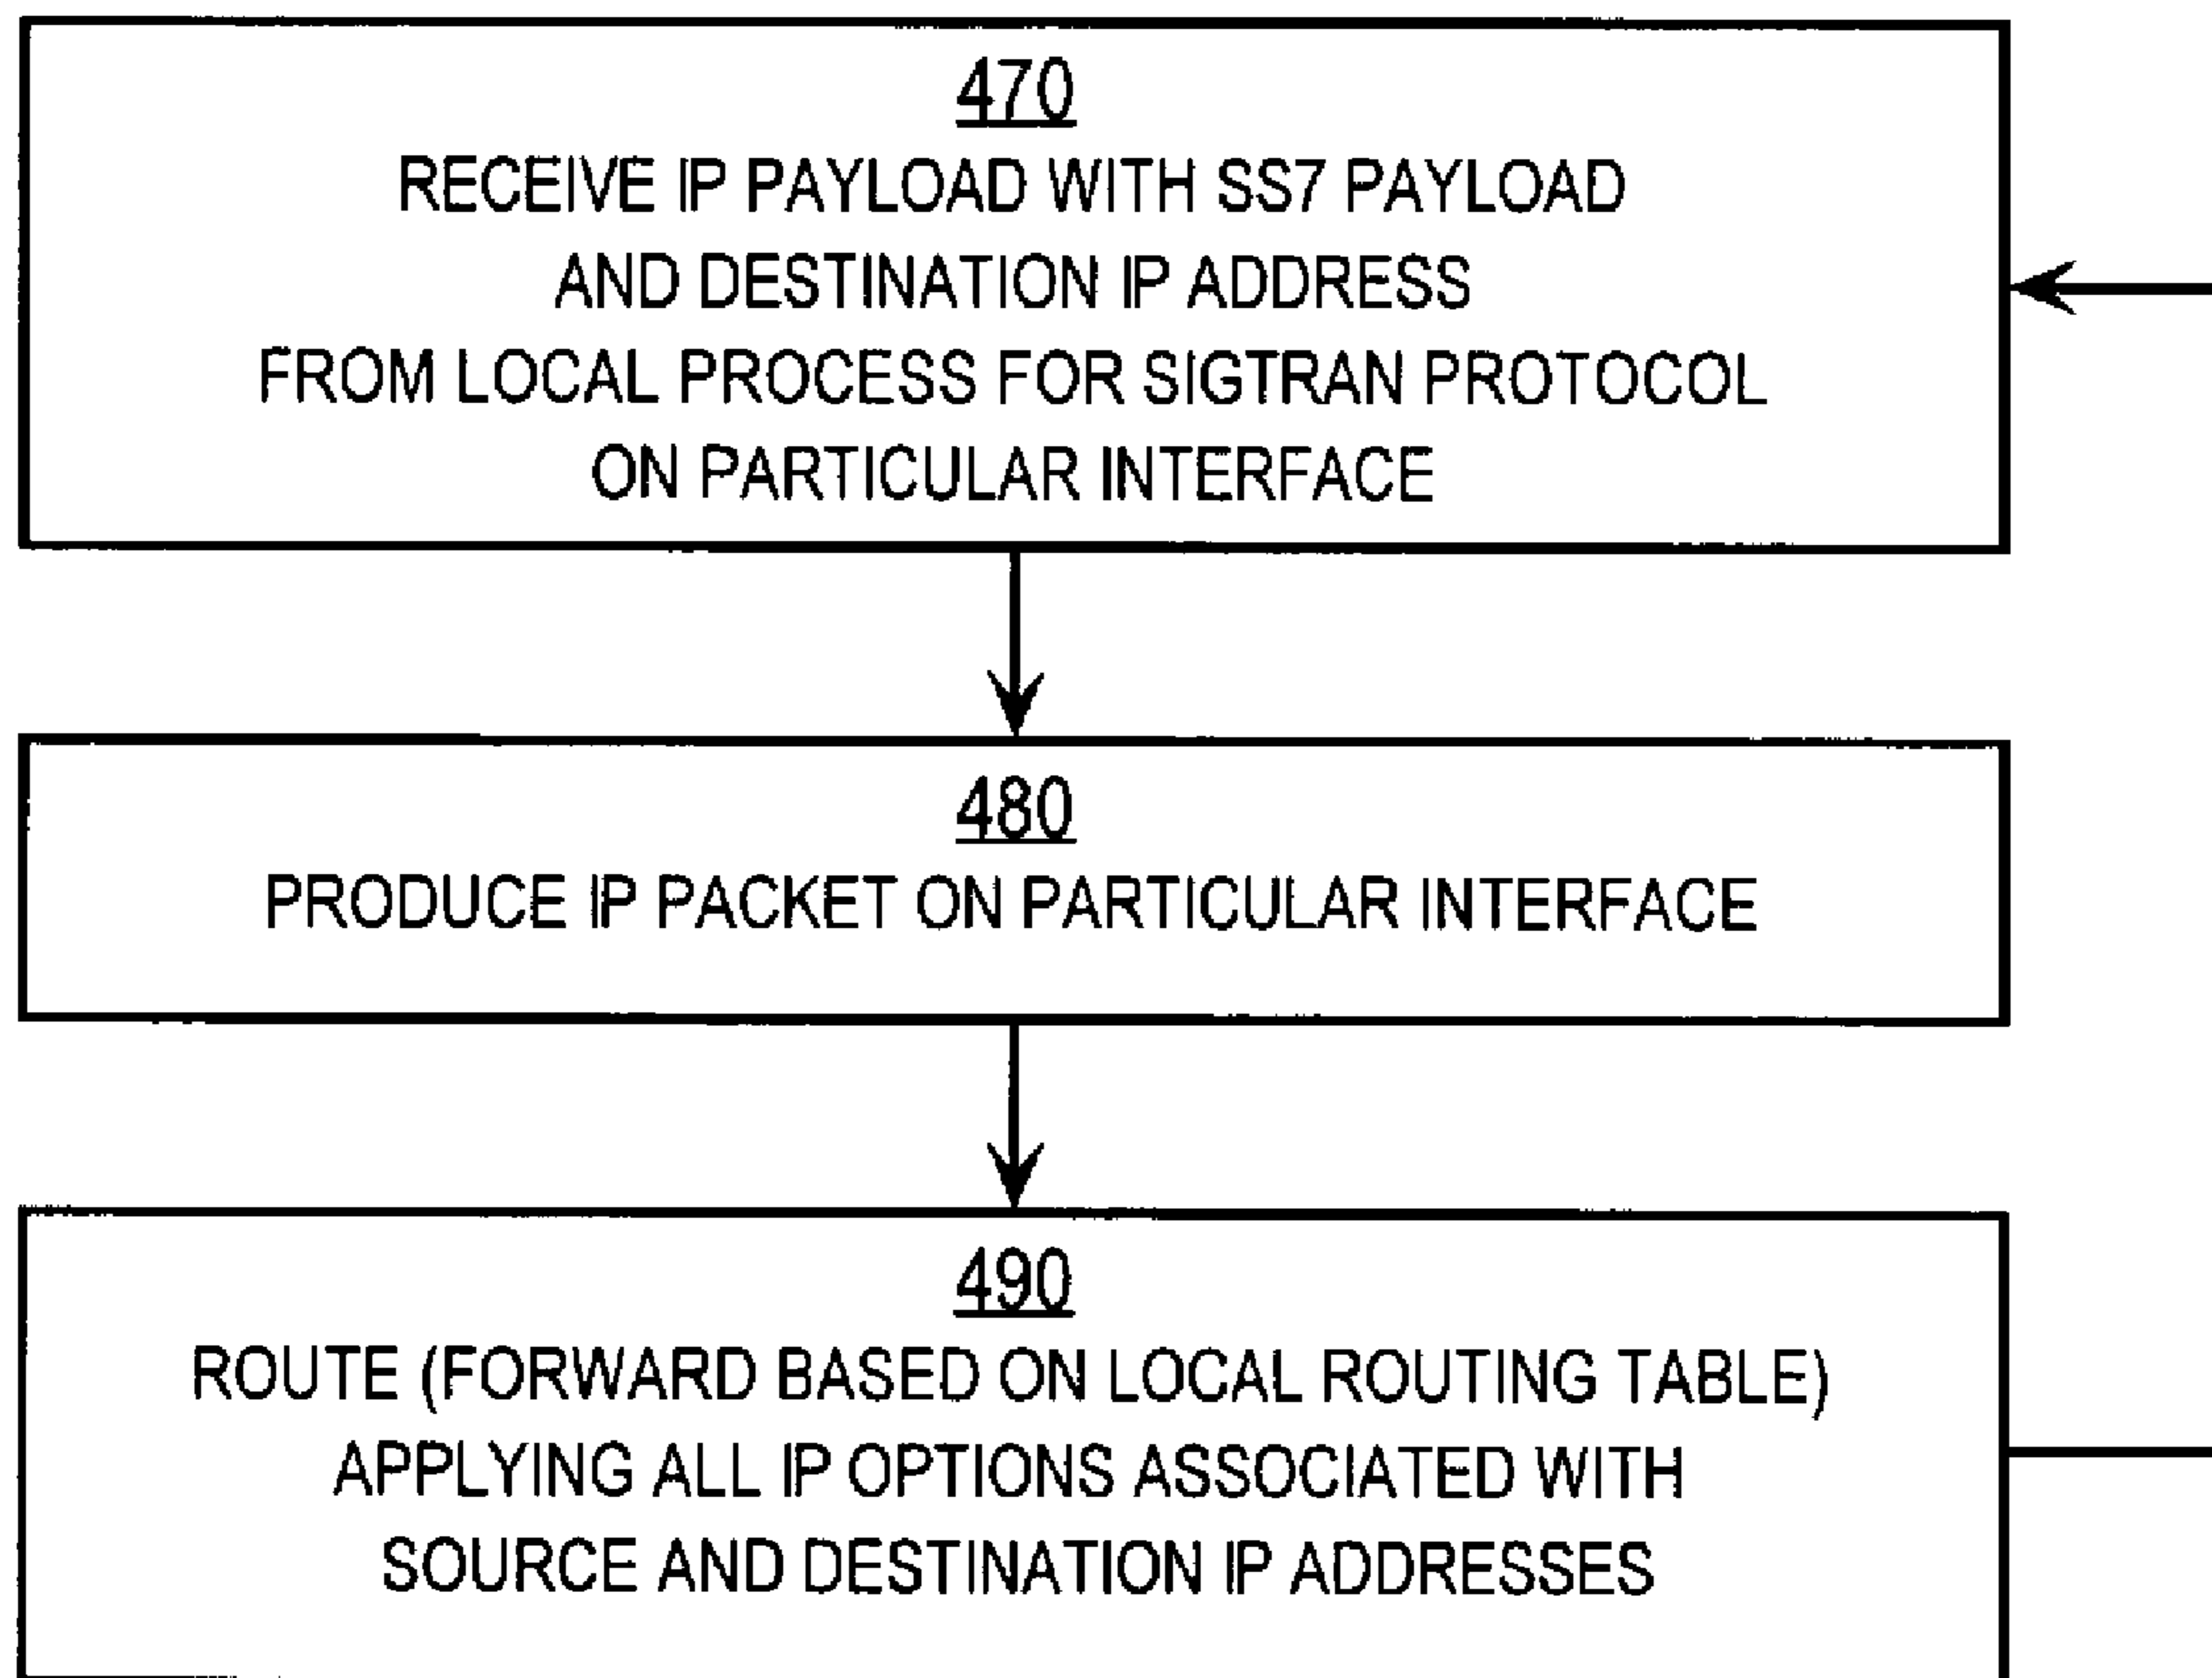 470
RECEIVE IP PAYLOAD WITH SS7 PAYLOAD
AND DESTINATION IP ADDRESS
FROM LOCAL PROCESS FOR SIGTRAN PROTOCOL
ON PARTICULAR INTERFACE
480
PRODUCE IP PACKET ON PARTICULAR INTERFACE
490
ROUTE (FORWARD BASED ON LOCAL ROUTING TABLE)
APPLYING ALL IP OPTIONS ASSOCIATED WITH
SOURCE AND DESTINATION IP ADDRESSES